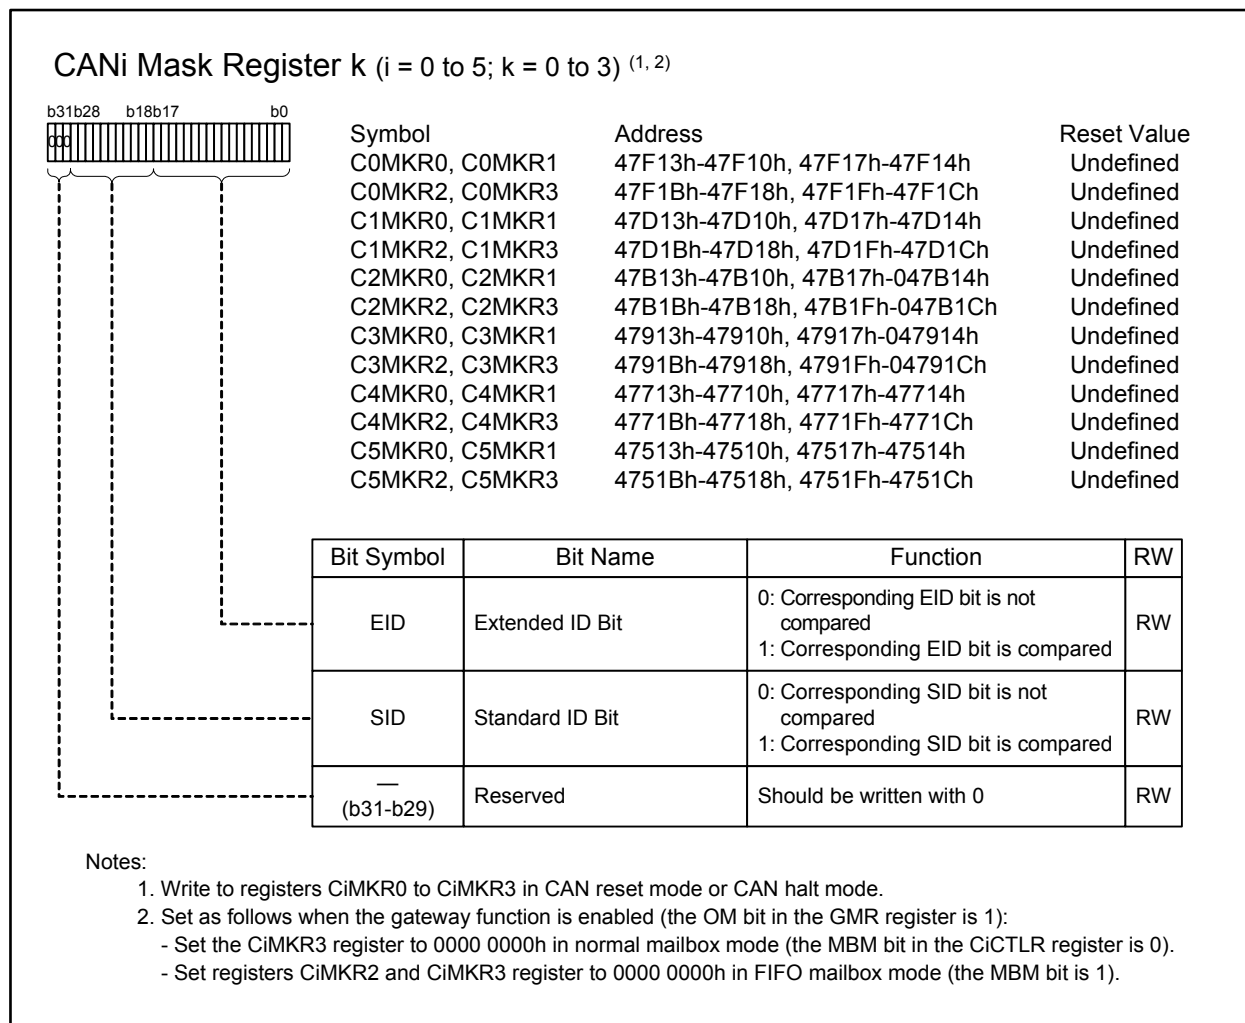 CANi Mask Register k (i = 0 to 5; k = 0 to 3) (1, 2)
b31b28 b18b17 b0
000
Symbol Address Reset Value
C0MKR0, C0MKR1 47F13h-47F10h, 47F17h-47F14h Undefined
C0MKR2, C0MKR3 47F1Bh-47F18h, 47F1Fh-47F1Ch Undefined
C1MKR0, C1MKR1 47D13h-47D10h, 47D17h-47D14h Undefined
C1MKR2, C1MKR3 47D1Bh-47D18h, 47D1Fh-47D1Ch Undefined
C2MKR0, C2MKR1 47B13h-47B10h, 47B17h-047B14h Undefined
C2MKR2, C2MKR3 47B1Bh-47B18h, 47B1Fh-047B1Ch Undefined
C3MKR0, C3MKR1 47913h-47910h, 47917h-047914h Undefined
C3MKR2, C3MKR3 4791Bh-47918h, 4791Fh-04791Ch Undefined
C4MKR0, C4MKR1 47713h-47710h, 47717h-47714h Undefined
C4MKR2, C4MKR3 4771Bh-47718h, 4771Fh-4771Ch Undefined
C5MKR0, C5MKR1 47513h-47510h, 47517h-47514h Undefined
C5MKR2, C5MKR3 4751Bh-47518h, 4751Fh-4751Ch Undefined
Bit Symbol Bit Name Function RW
EID Extended ID Bit 0: Corresponding EID bit is not
compared
1: Corresponding EID bit is compared RW
SID Standard ID Bit 0: Corresponding SID bit is not
compared
1: Corresponding SID bit is compared RW
—
(b31-b29) Reserved Should be written with 0 RW
Notes:
1. Write to registers CiMKR0 to CiMKR3 in CAN reset mode or CAN halt mode.
2. Set as follows when the gateway function is enabled (the OM bit in the GMR register is 1):
- Set the CiMKR3 register to 0000 0000h in normal mailbox mode (the MBM bit in the CiCTLR register is 0).
- Set registers CiMKR2 and CiMKR3 register to 0000 0000h in FIFO mailbox mode (the MBM bit is 1).